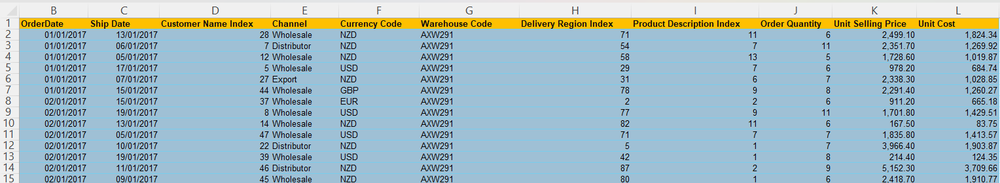 B C D E F G H I J K L
1 OrderDate Ship Date Customer Name Index Channel Currency Code Warehouse Code Delivery Region Index Product Description Index Order Quantity Unit Selling Price Unit Cost
2 01/01/2017 13/01/2017 28 Wholesale NZD AXW291 71 11 6 2,499.10 1,824.34
3 01/01/2017 06/01/2017 7 Distributor NZD AXW291 54 7 11 2,351.70 1,269.92
4 01/01/2017 05/01/2017 12 Wholesale NZD AXW291 58 13 5 1,728.60 1,019.87
5 01/01/2017 17/01/2017 5 Wholesale USD AXW291 29 7 6 978.20 684.74
6 01/01/2017 07/01/2017 27 Export NZD AXW291 31 6 7 2,338.30 1,028.85
7 01/01/2017 15/01/2017 44 Wholesale GBP AXW291 78 9 8 2,291.40 1,260.27
8 02/01/2017 15/01/2017 37 Wholesale EUR AXW291 2 2 6 911.20 665.18
9 02/01/2017 19/01/2017 8 Wholesale USD AXW291 77 9 11 1,701.80 1,429.51
10 02/01/2017 13/01/2017 14 Wholesale NZD AXW291 82 11 6 167.50 83.75
11 02/01/2017 05/01/2017 47 Wholesale USD AXW291 71 7 7 1,835.80 1,413.57
12 02/01/2017 10/01/2017 22 Distributor NZD AXW291 5 1 7 3,966.40 1,903.87
13 02/01/2017 19/01/2017 39 Wholesale USD AXW291 42 1 8 214.40 124.35
14 02/01/2017 11/01/2017 46 Distributor NZD AXW291 87 2 9 5,152.30 3,709.66
15 02/01/2017 09/01/2017 45 Wholesale NZD AXW291 80 1 6 2,418.70 1,910.77